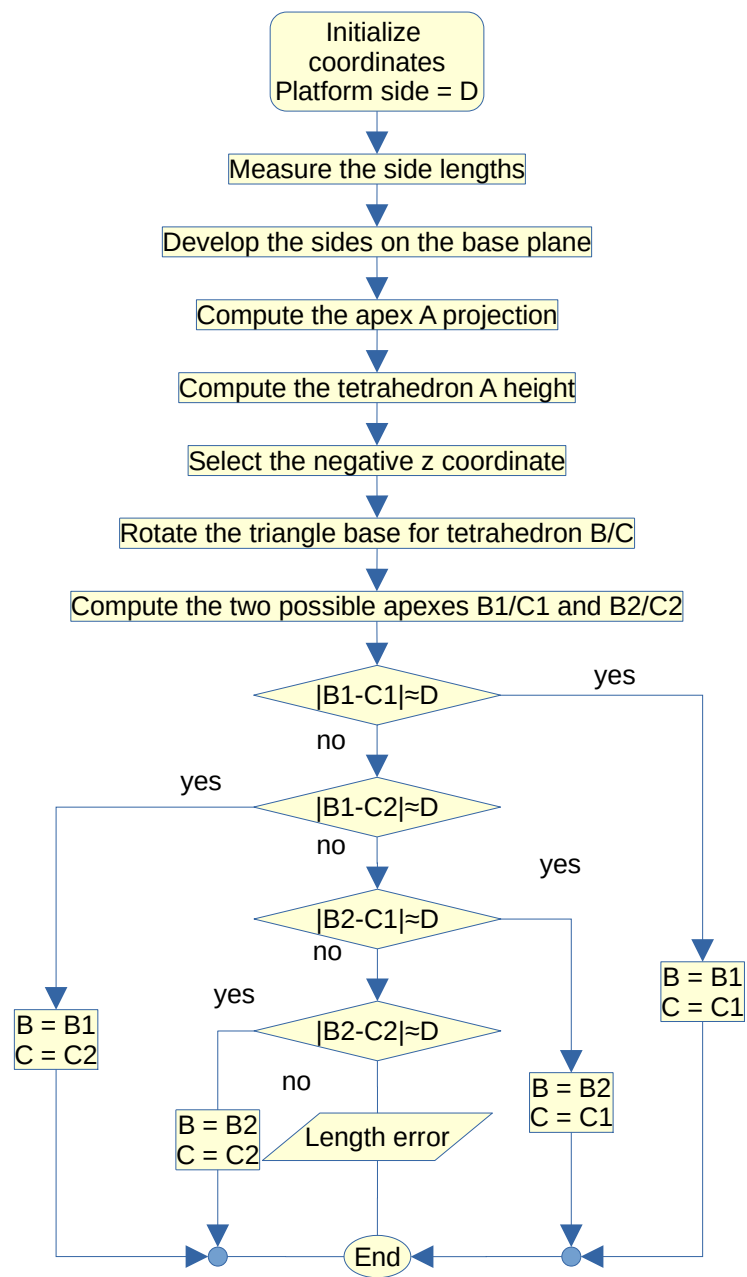 Initialize
coordinates
Platform side = D
Measure the side lengths
Develop the sides on the base plane
Compute the apex A projection
Compute the tetrahedron A height
Select the negative z coordinate
Rotate the triangle base for tetrahedron B/C
Compute the two possible apexes B1/C1 and B2/C2
|B1-C1|≈D
yes
no
|B1-C2|≈D
yes
no
|B2-C1|≈D
yes
no
|B2-C2|≈D
yes
no
B = B1
C = C1
B = B1
C = C2
B = B2
C = C1
B = B2
C = C2
Length error
End